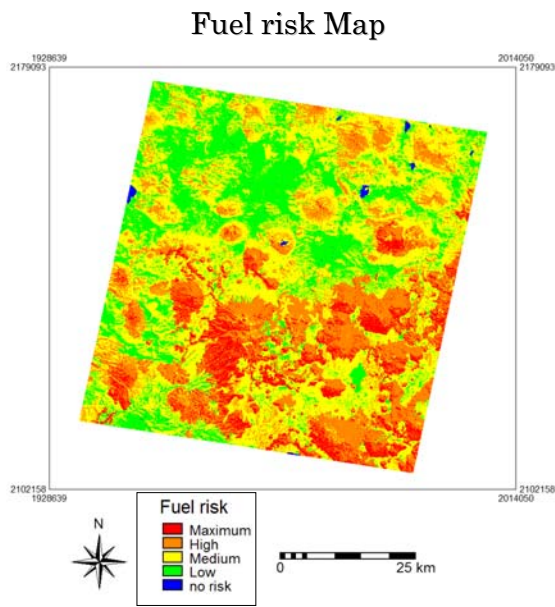 Fuel risk Map
1928639 2014050
2179093 2179093
2102158 2102158
1928639 2014050
Fuel risk
Maximum
High
Medium
Low
no risk
N
0 25 km